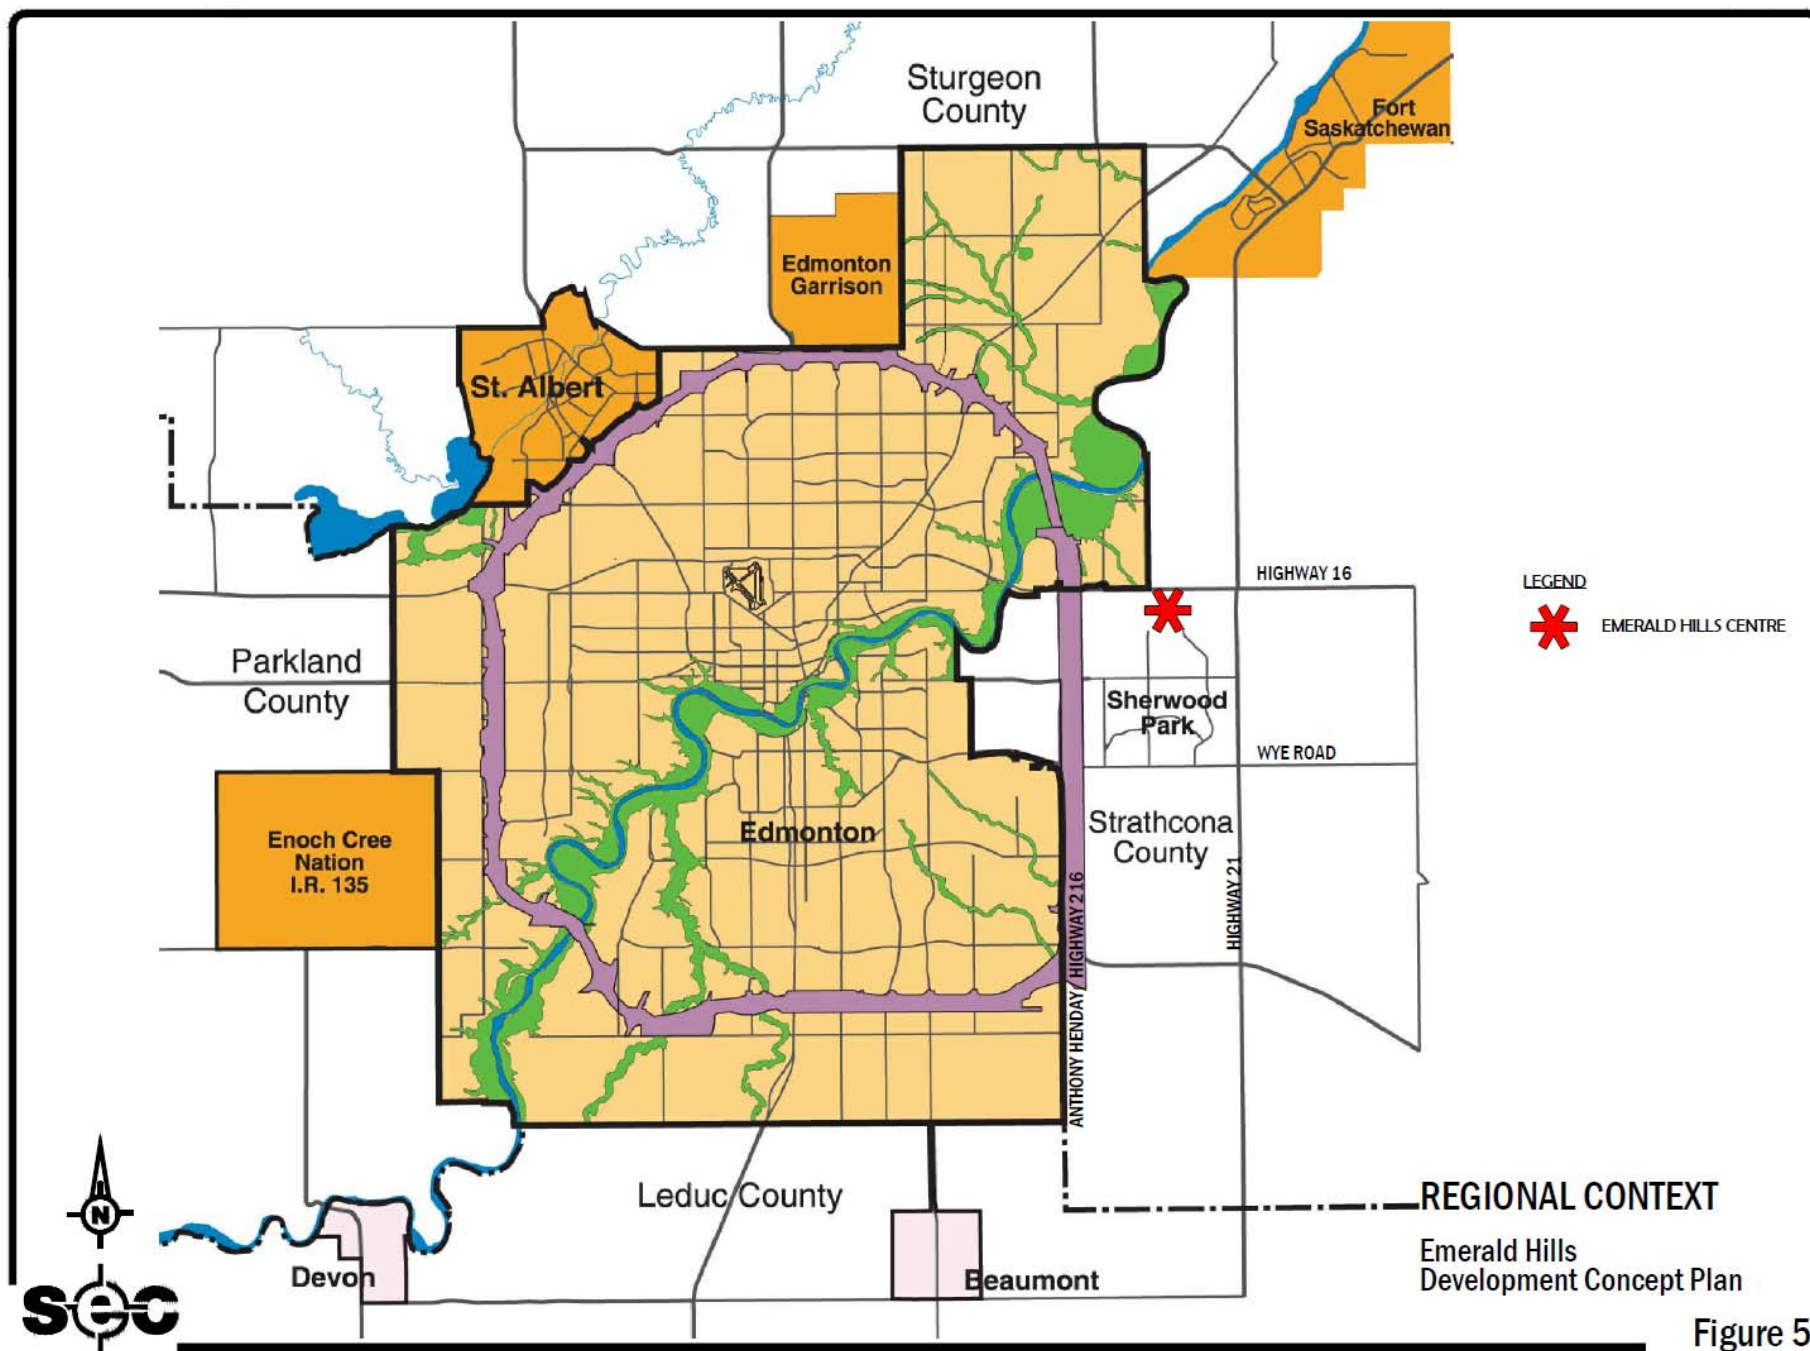 Sturgeon
County
Fort
Saskatchewan
Edmonton
Garrison
St. Albert
HIGHWAY 16
LEGEND
EMERALD HILLS CENTRE
Parkland
County
Sherwood
Park
WYE ROAD
Enoch Cree
Nation
I.R. 135
Edmonton
Strathcona
County
HIGHWAY 21
ANTHONY HENDAY / HIGHWAY 216
Leduc County
Devon
Beaumont
N
sec
REGIONAL CONTEXT
Emerald Hills
Development Concept Plan
Figure 5